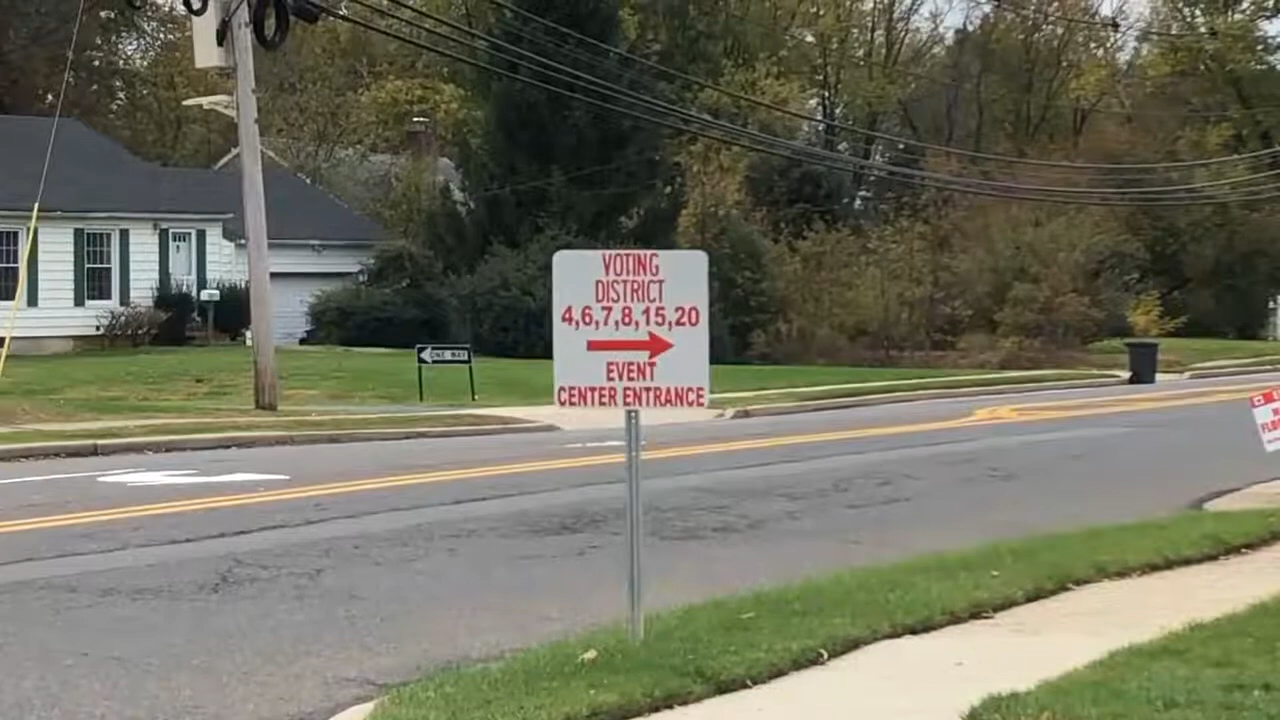 VOTING
DISTRICT
4,6,7,8,15,20
EVENT
CENTER ENTRANCE
ONE WAY